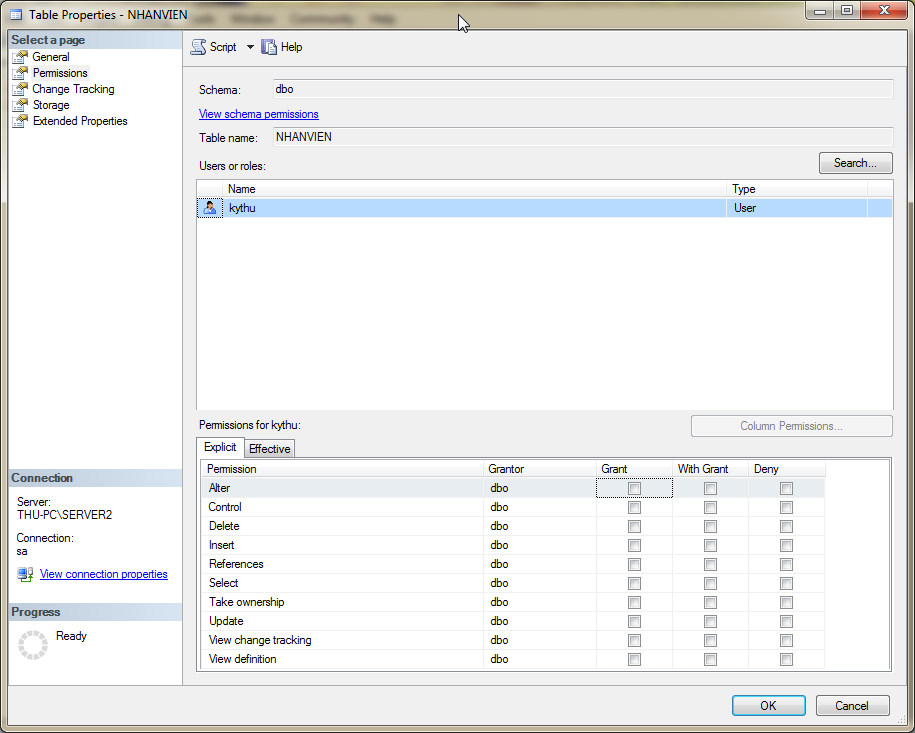 Table Properties - NHANVIEN
Window Community Help
Select a page
General
Permissions
Change Tracking
Storage
Extended Properties
Script Help
Schema: dbo
View schema permissions
Table name: NHANVIEN
Users or roles: Search...
Name Type
kythu User
Permissions for kythu: Column Permissions...
Explicit Effective
Permission Grantor Grant With Grant Deny
Alter dbo
Control dbo
Delete dbo
Insert dbo
References dbo
Select dbo
Take ownership dbo
Update dbo
View change tracking dbo
View definition dbo
Connection
Server:
THU-PC\SERVER2
Connection:
sa
View connection properties
Progress
Ready
OK Cancel